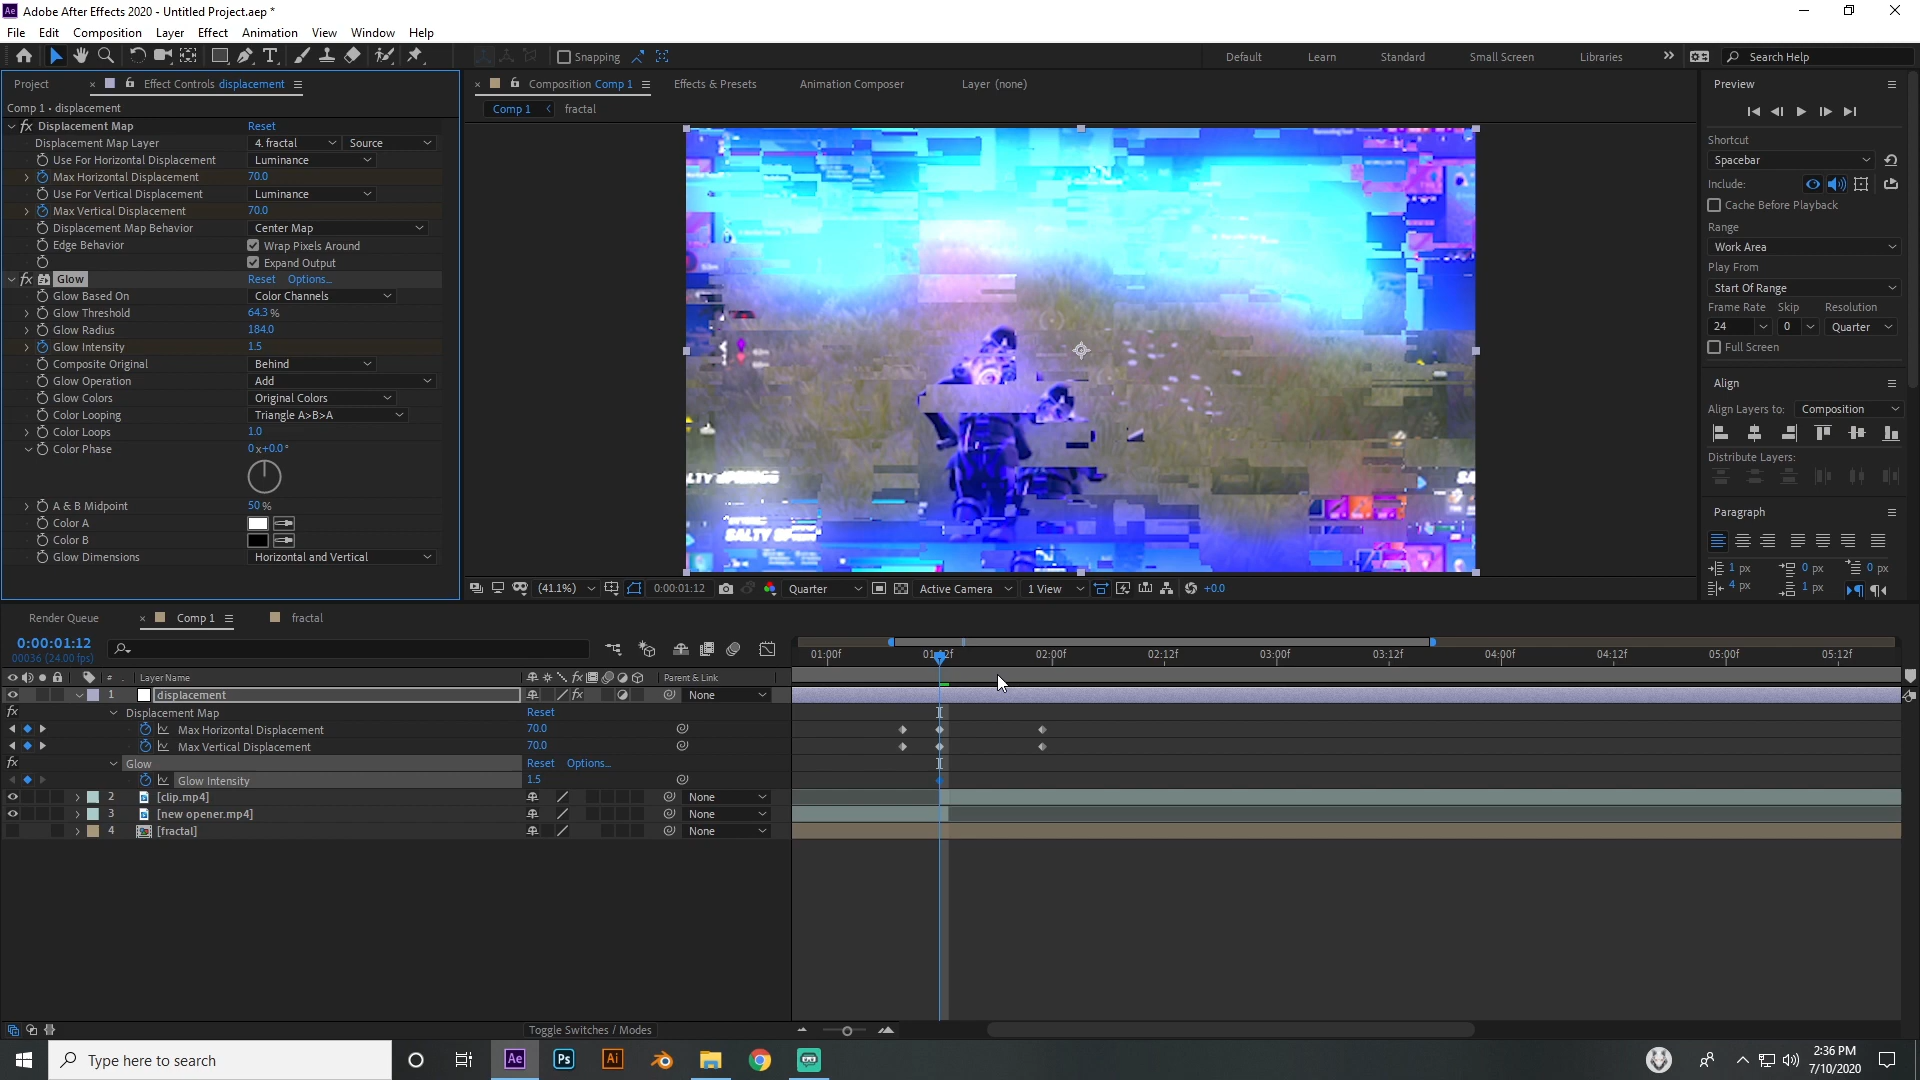 Ae Adobe After Effects 2020 - Untitled Project.aep *
File Edit Composition Layer Effect Animation View Window Help
Snapping Default Learn Standard Small Screen Libraries » Search Help
Project × Effect Controls displacement
Comp 1 • displacement
fx Displacement Map Reset
Displacement Map Layer 4. fractal Source
Use For Horizontal Displacement Luminance
Max Horizontal Displacement 70.0
Use For Vertical Displacement Luminance
Max Vertical Displacement 70.0
Displacement Map Behavior Center Map
Edge Behavior Wrap Pixels Around
Expand Output
fx Glow Reset Options...
Glow Based On Color Channels
Glow Threshold 64.3 %
Glow Radius 184.0
Glow Intensity 1.5
Composite Original Behind
Glow Operation Add
Glow Colors Original Colors
Color Looping Triangle A>B>A
Color Loops 1.0
Color Phase 0x+0.0°
A & B Midpoint 50 %
Color A
Color B
Glow Dimensions Horizontal and Vertical
× Composition Comp 1 Effects & Presets Animation Composer Layer (none)
Comp 1 < fractal
SALTY SPRINGS
(41.1%) 0:00:01:12 Quarter Active Camera 1 View +0.0
Preview
Shortcut
Spacebar
Include:
Cache Before Playback
Range
Work Area
Play From
Start Of Range
Frame Rate Skip Resolution
24 0 Quarter
Full Screen
Align
Align Layers to: Composition
Distribute Layers:
Paragraph
1 px 0 px 0 px
4 px 1 px
Render Queue × Comp 1 fractal
0:00:01:12
00036 (24.00 fps)
01:00f 01:12f 02:00f 02:12f 03:00f 03:12f 04:00f 04:12f 05:00f 05:12f
# Layer Name fx Parent & Link
1 displacement fx None
fx Displacement Map Reset
Max Horizontal Displacement 70.0
Max Vertical Displacement 70.0
fx Glow Reset Options...
Glow Intensity 1.5
2 [clip.mp4] None
3 [new opener.mp4] None
4 [fractal] None
Toggle Switches / Modes
Type here to search Ae Ps Ai
2:36 PM
7/10/2020